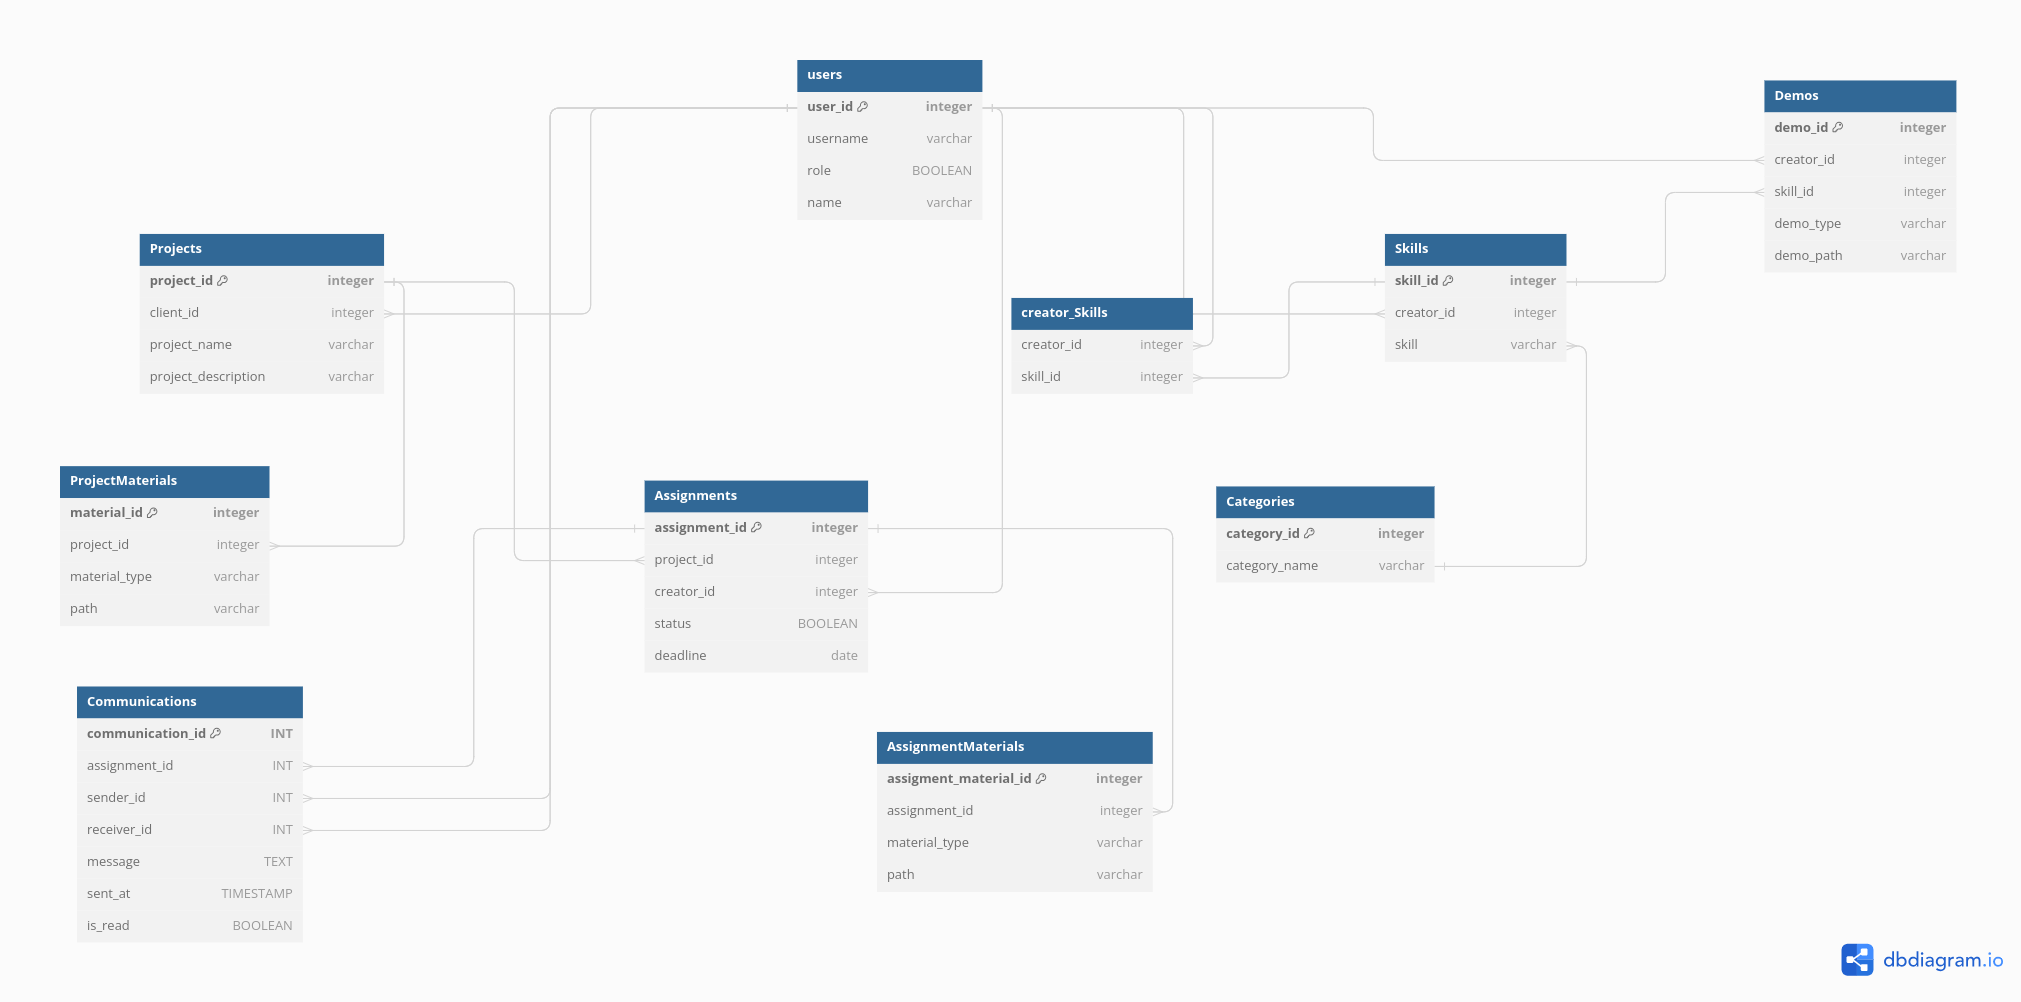 users
user_id integer
username varchar
role BOOLEAN
name varchar
Demos
demo_id integer
creator_id integer
skill_id integer
demo_type varchar
demo_path varchar
Projects
project_id integer
client_id integer
project_name varchar
project_description varchar
Skills
skill_id integer
creator_id integer
skill varchar
creator_Skills
creator_id integer
skill_id integer
ProjectMaterials
material_id integer
project_id integer
material_type varchar
path varchar
Assignments
assignment_id integer
project_id integer
creator_id integer
status BOOLEAN
deadline date
Categories
category_id integer
category_name varchar
Communications
communication_id INT
assignment_id INT
sender_id INT
receiver_id INT
message TEXT
sent_at TIMESTAMP
is_read BOOLEAN
AssignmentMaterials
assigment_material_id integer
assignment_id integer
material_type varchar
path varchar
dbdiagram.io